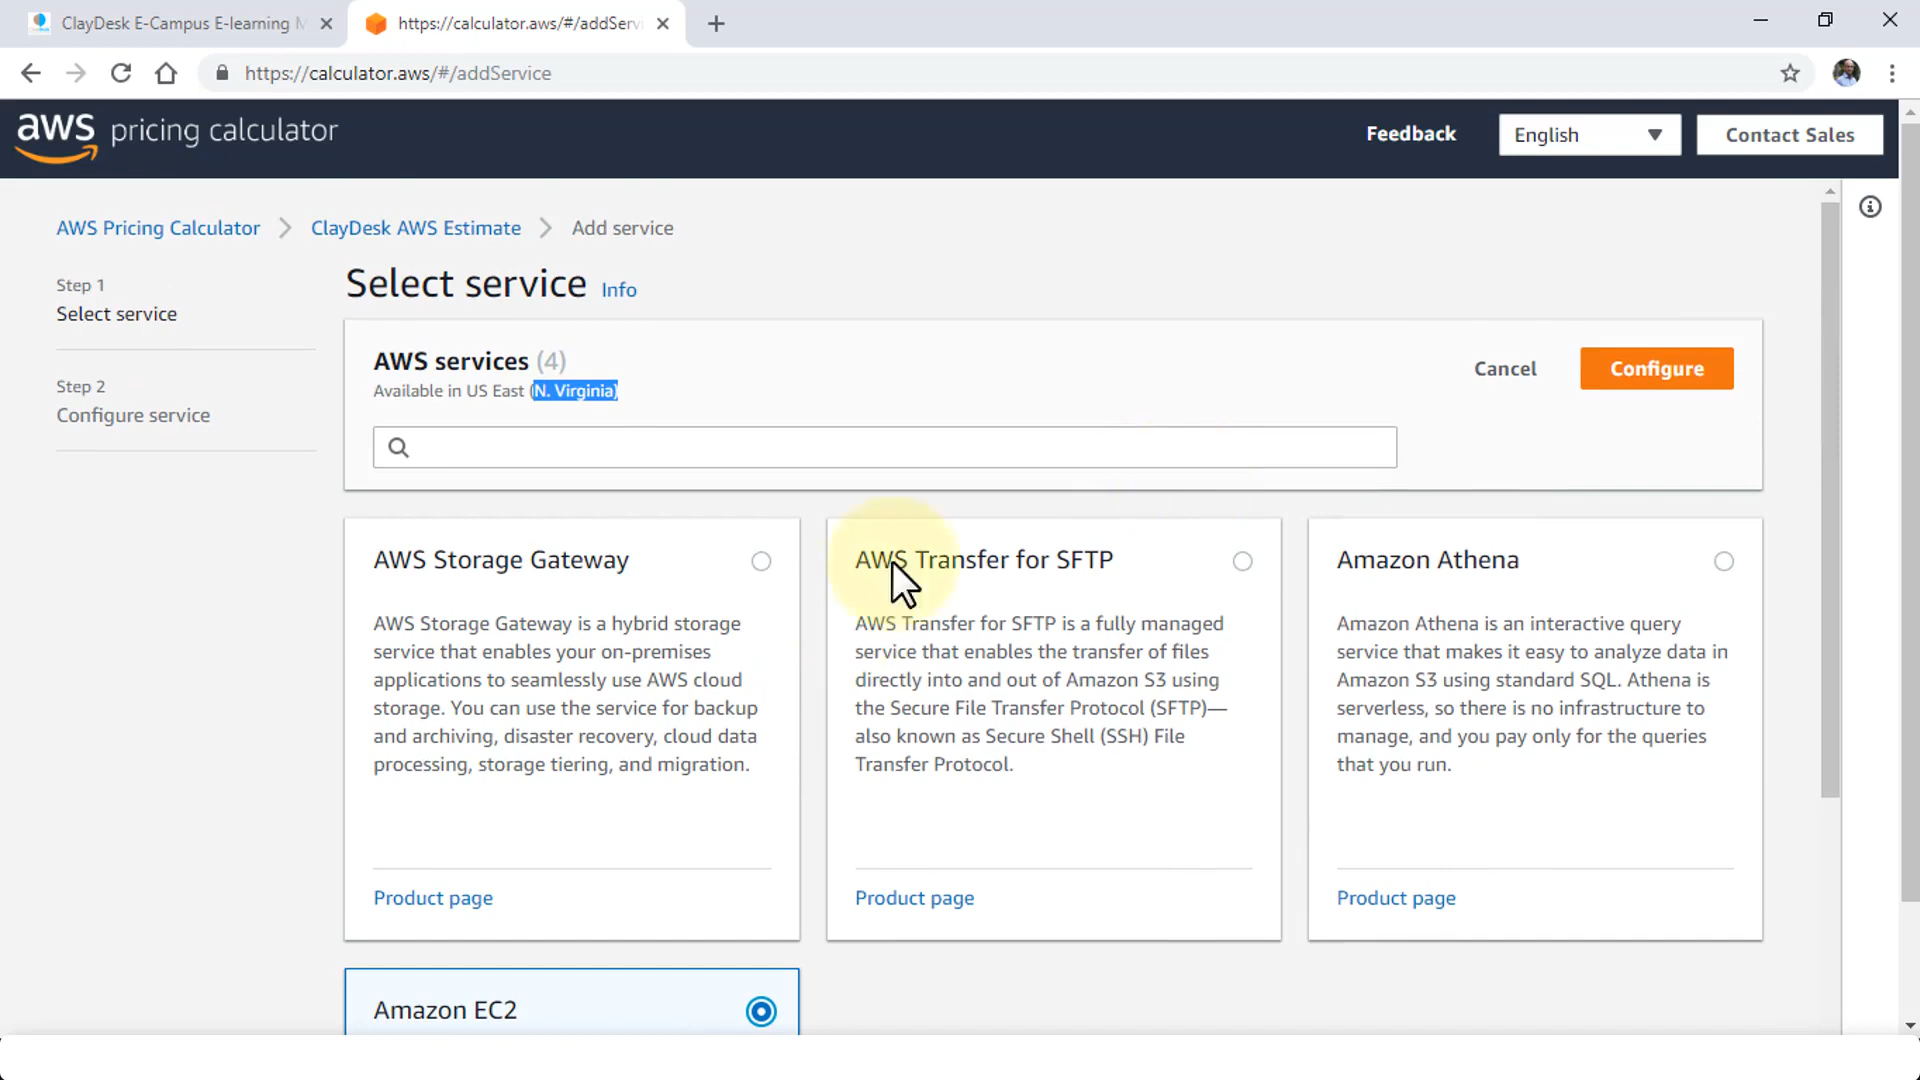 ClayDesk E-Campus E-learning M
https://calculator.aws/#/addServi
https://calculator.aws/#/addService
aws pricing calculator
Feedback
English
Contact Sales
AWS Pricing Calculator
ClayDesk AWS Estimate
Add service
Step 1
Select service
Step 2
Configure service
Select service Info
AWS services (4)
Available in US East (N. Virginia)
Cancel
Configure
AWS Storage Gateway
AWS Storage Gateway is a hybrid storage
service that enables your on-premises
applications to seamlessly use AWS cloud
storage. You can use the service for backup
and archiving, disaster recovery, cloud data
processing, storage tiering, and migration.
Product page
AWS Transfer for SFTP
AWS Transfer for SFTP is a fully managed
service that enables the transfer of files
directly into and out of Amazon S3 using
the Secure File Transfer Protocol (SFTP)—
also known as Secure Shell (SSH) File
Transfer Protocol.
Product page
Amazon Athena
Amazon Athena is an interactive query
service that makes it easy to analyze data in
Amazon S3 using standard SQL. Athena is
serverless, so there is no infrastructure to
manage, and you pay only for the queries
that you run.
Product page
Amazon EC2